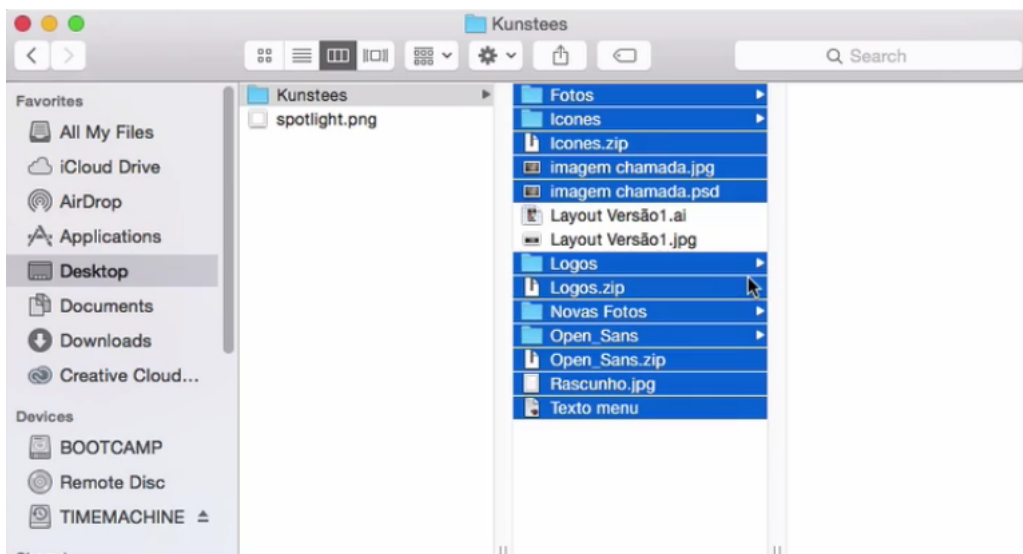 Kunstees
Search
Favorites
All My Files
iCloud Drive
AirDrop
Applications
Desktop
Documents
Downloads
Creative Cloud...
Devices
BOOTCAMP
Remote Disc
TIMEMACHINE
Kunstees
spotlight.png
Fotos
Icones
Icones.zip
imagem chamada.jpg
imagem chamada.psd
Layout Versão1.ai
Layout Versão1.jpg
Logos
Logos.zip
Novas Fotos
Open_Sans
Open_Sans.zip
Rascunho.jpg
Texto menu